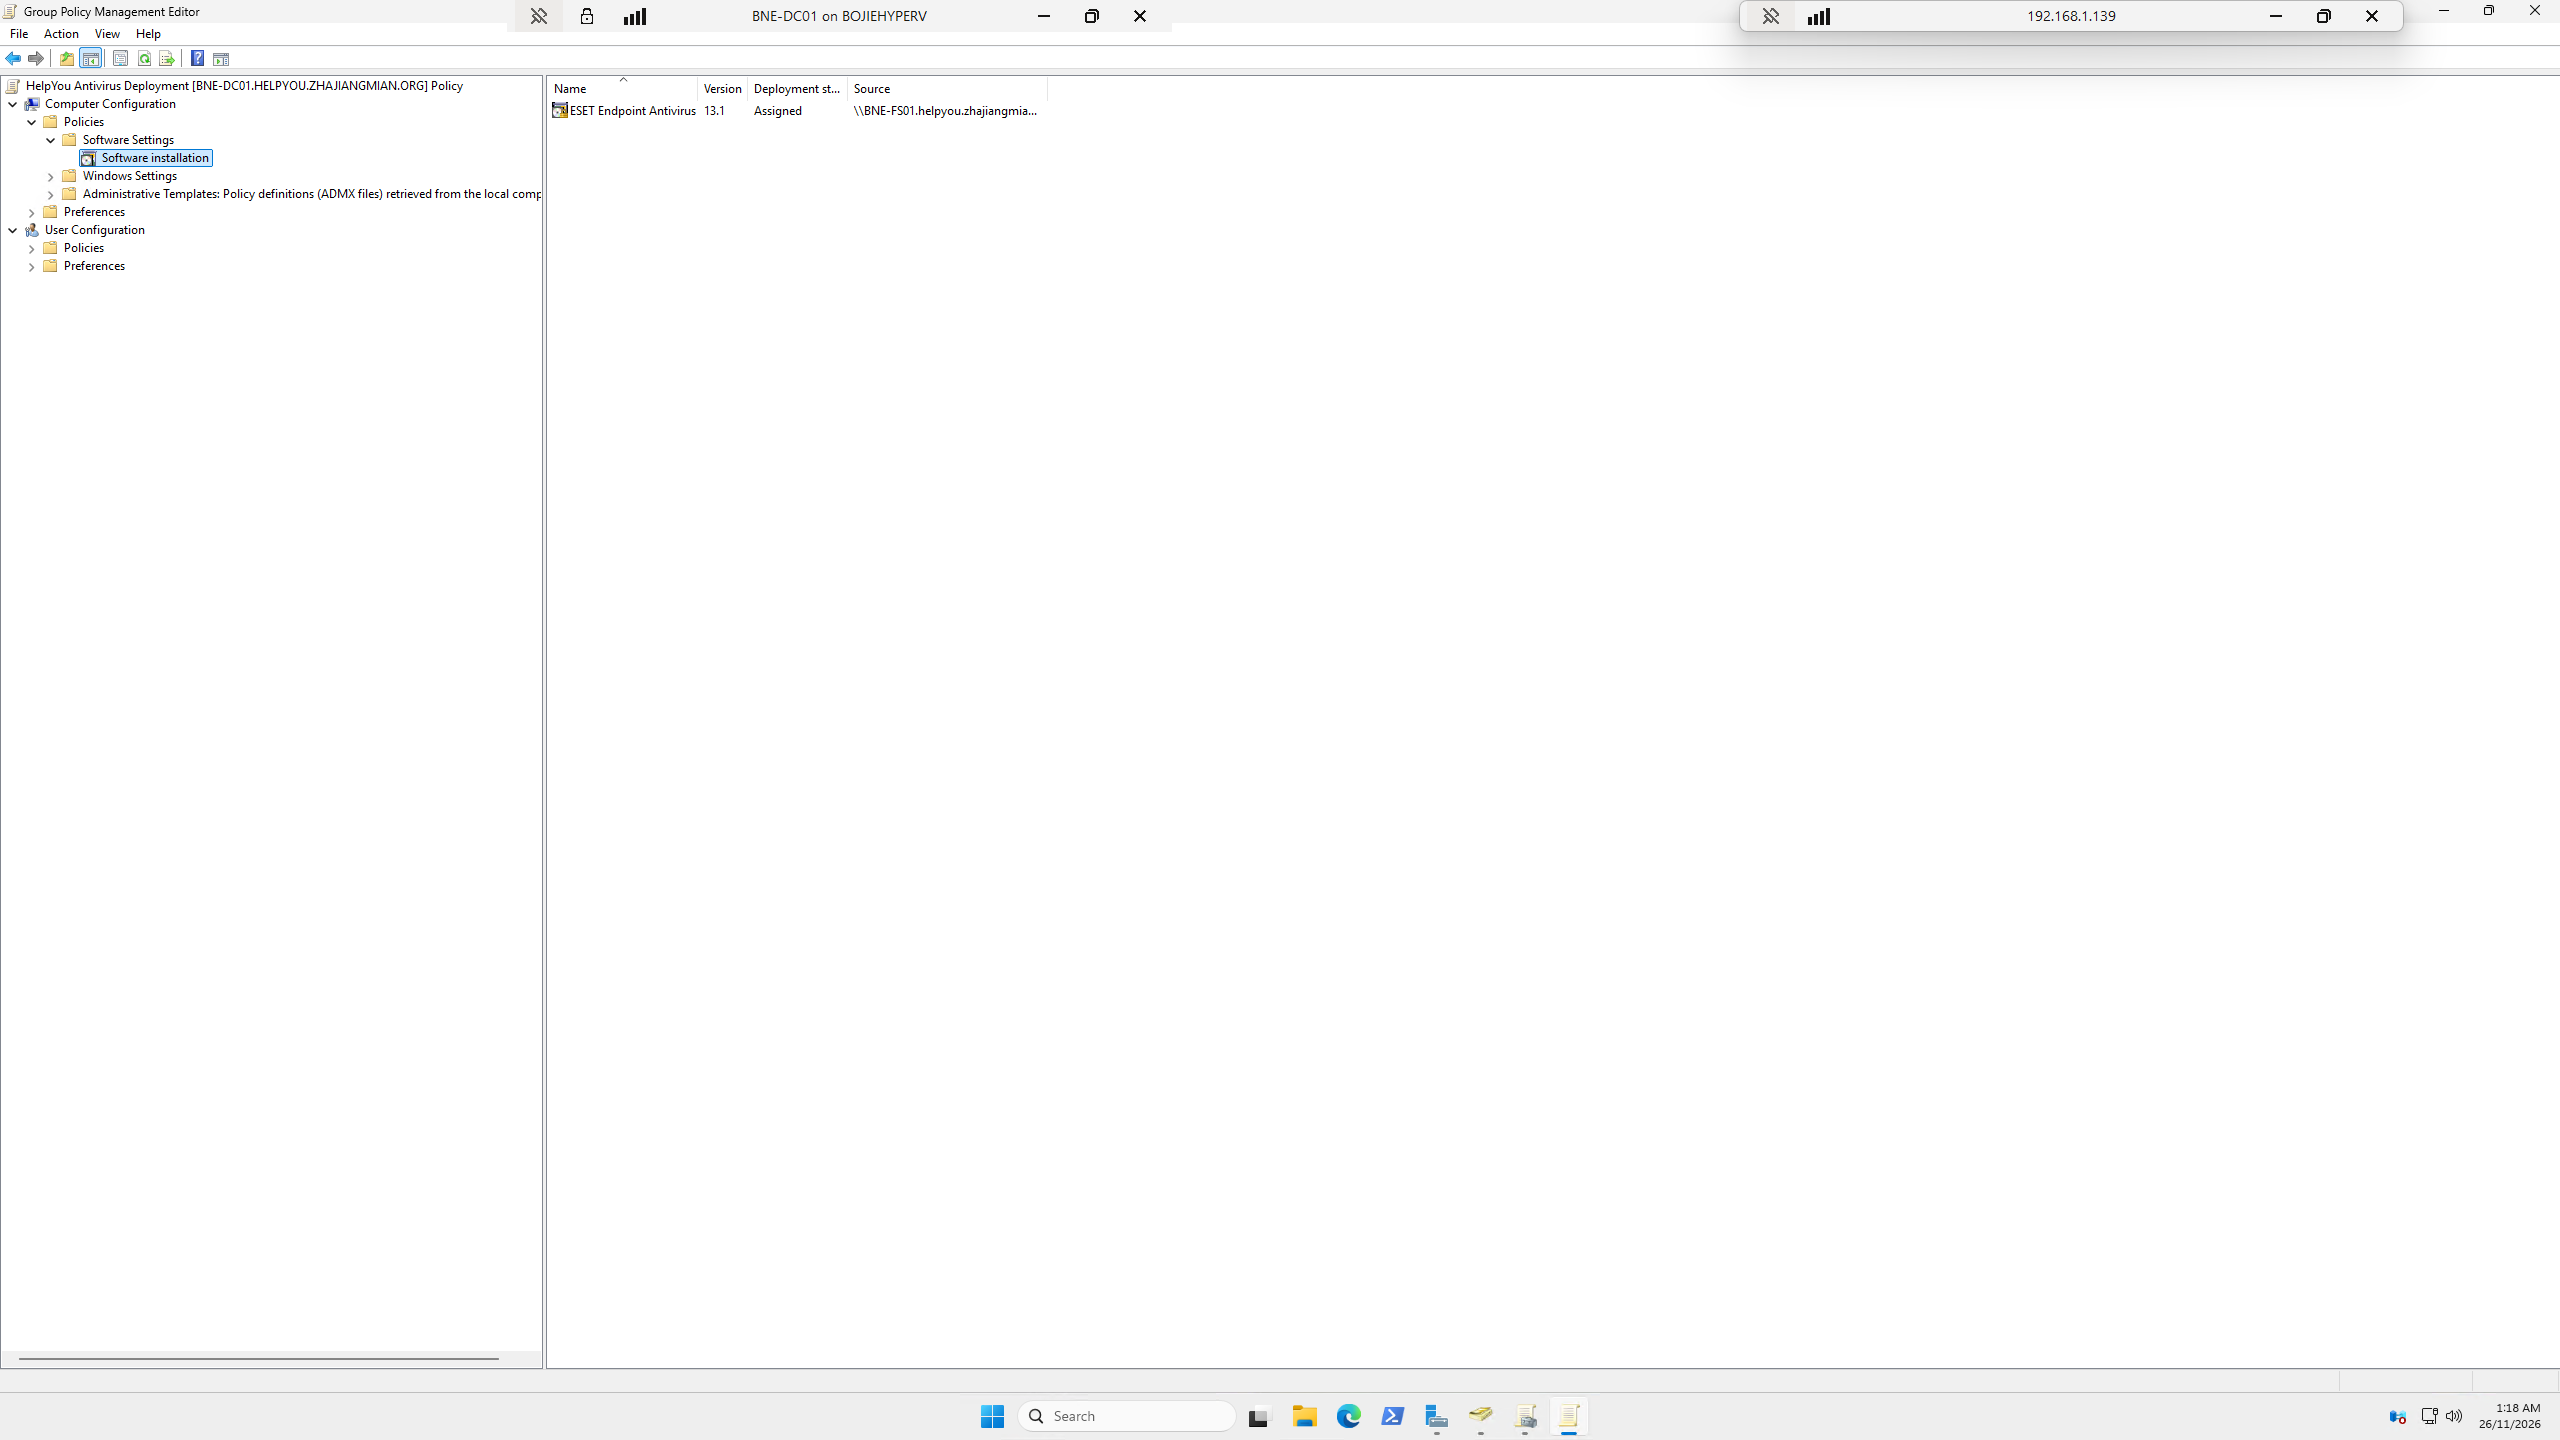 Group Policy Management Editor
BNE-DC01 on BOJIEHYPERV
192.168.1.139
File Action View Help
HelpYou Antivirus Deployment [BNE-DC01.HELPYOU.ZHAJIANGMIAN.ORG] Policy
Computer Configuration
Policies
Software Settings
Software installation
Windows Settings
Administrative Templates: Policy definitions (ADMX files) retrieved from the local comp
Preferences
User Configuration
Policies
Preferences
Name Version Deployment st... Source
ESET Endpoint Antivirus 13.1 Assigned \\BNE-FS01.helpyou.zhajiangmia...
Search
1:18 AM
26/11/2026